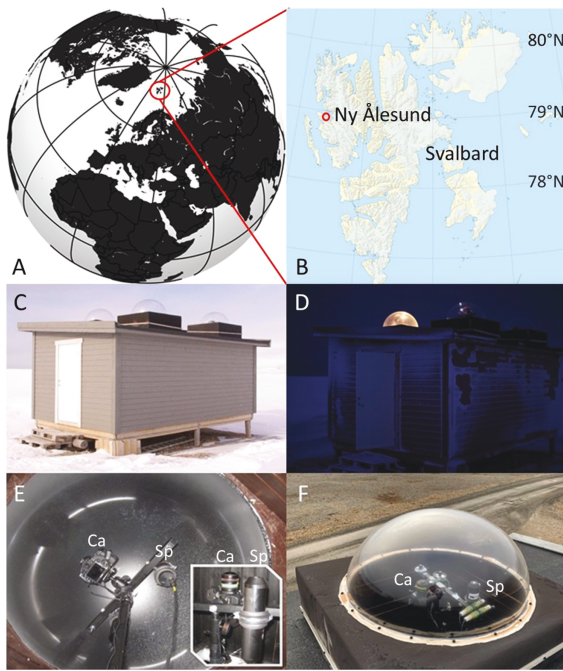 80°N
Ny Ålesund
79°N
Svalbard
78°N
A
B
C
D
E
F
Ca
Sp
Ca
Sp
Ca
Sp